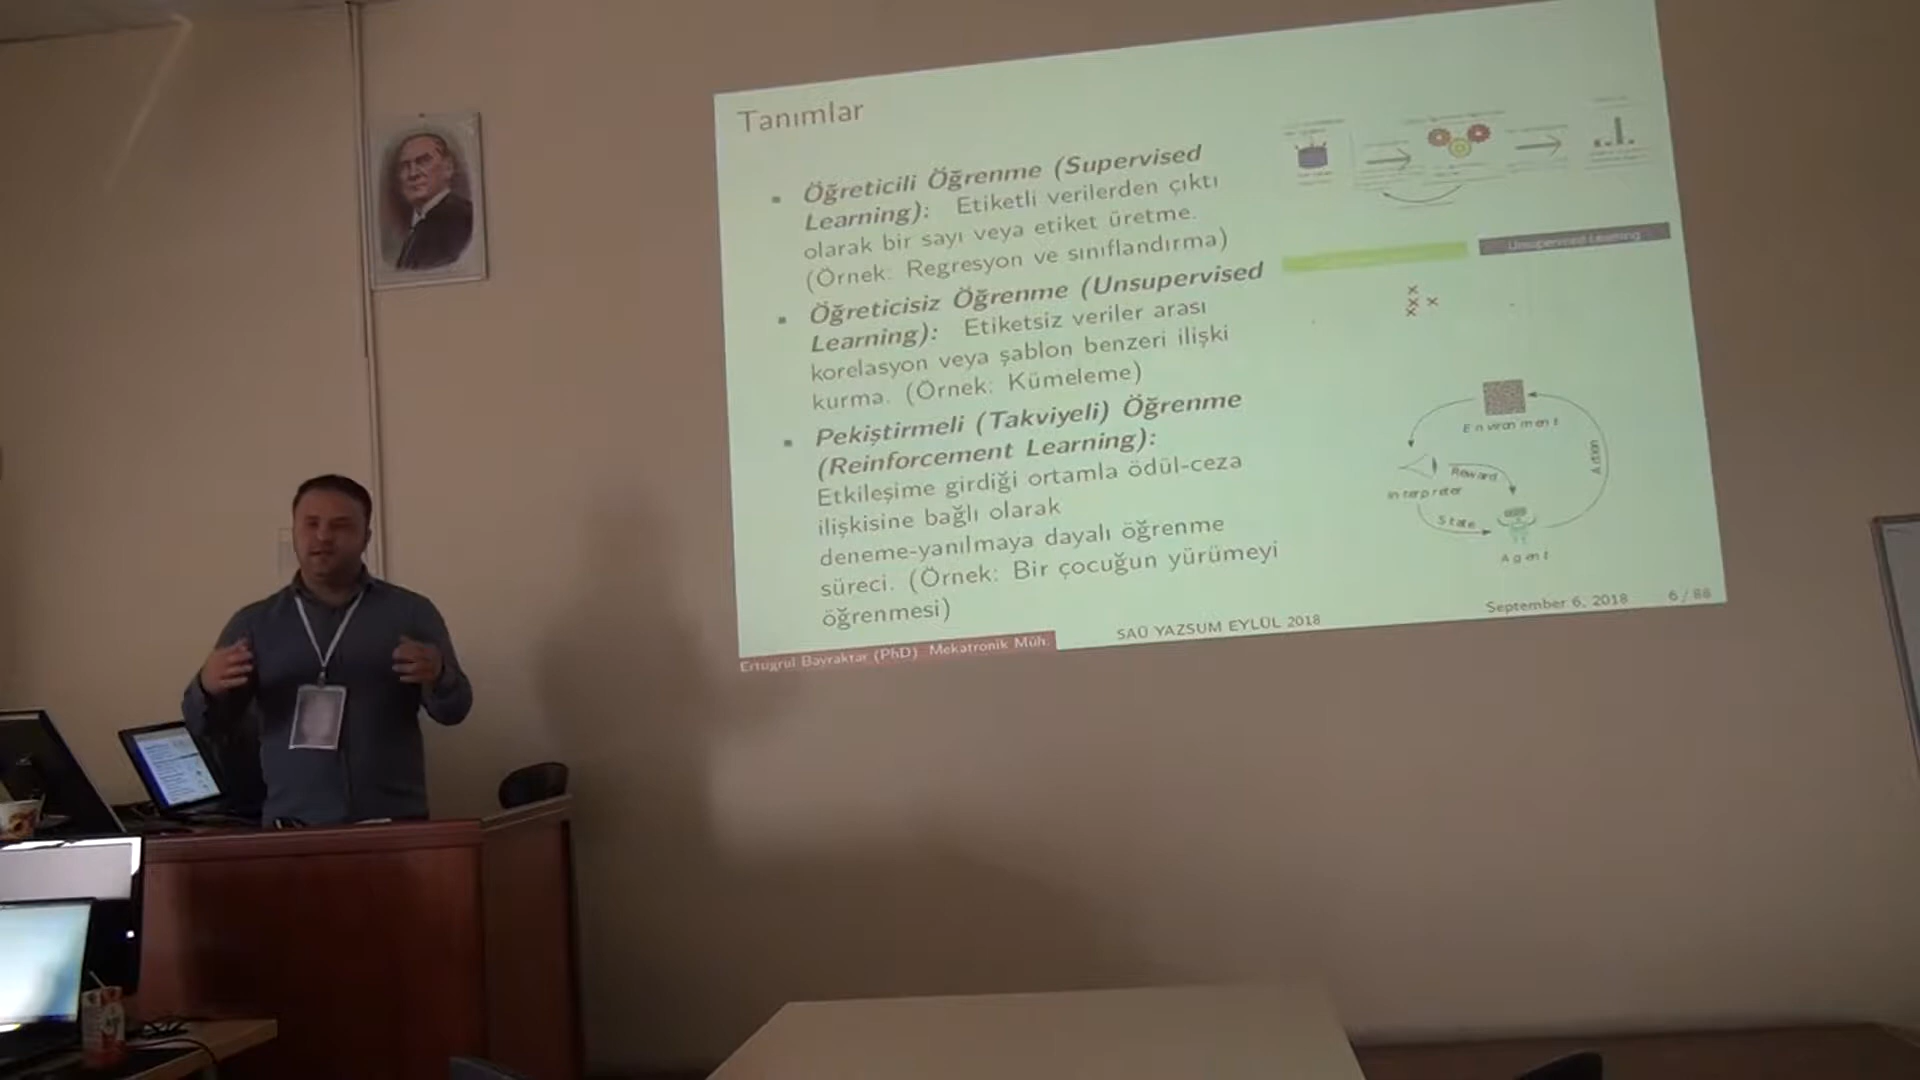 Tanımlar
Öğreticili Öğrenme (Supervised
Learning): Etiketli verilerden çıktı
olarak bir sayı veya etiket üretme.
(Örnek: Regresyon ve sınıflandırma)
Öğreticisiz Öğrenme (Unsupervised
Learning): Etiketsiz veriler arası
korelasyon veya şablon benzeri ilişki
kurma. (Örnek: Kümeleme)
Pekiştirmeli (Takviyeli) Öğrenme
(Reinforcement Learning):
Etkileşime girdiği ortamla ödül-ceza
ilişkisine bağlı olarak
deneme-yanılmaya dayalı öğrenme
süreci. (Örnek: Bir çocuğun yürümeyi
öğrenmesi)
Unsupervised Learning
Environment
Reward
Action
Interpreter
State
Agent
Ertuğrul Bayraktar (PhD) Mekatronik Müh.
SAÜ YAZSUM EYLÜL 2018
September 6, 2018
6 / 88